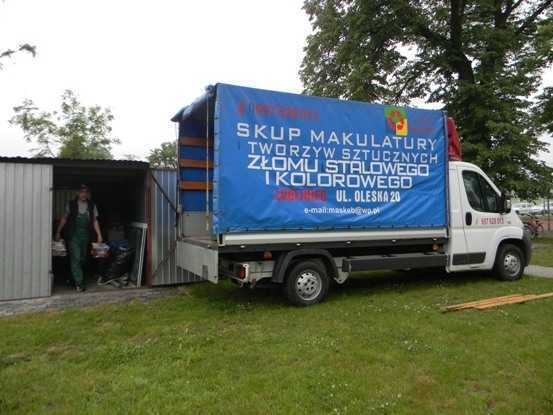 SKUP MAKULATURY
TWORZYW SZTUCZNYCH
ZŁOMU STALOWEGO
I KOLOROWEGO
UL. OLESKA 20
e-mail:maskeb@wp.pl